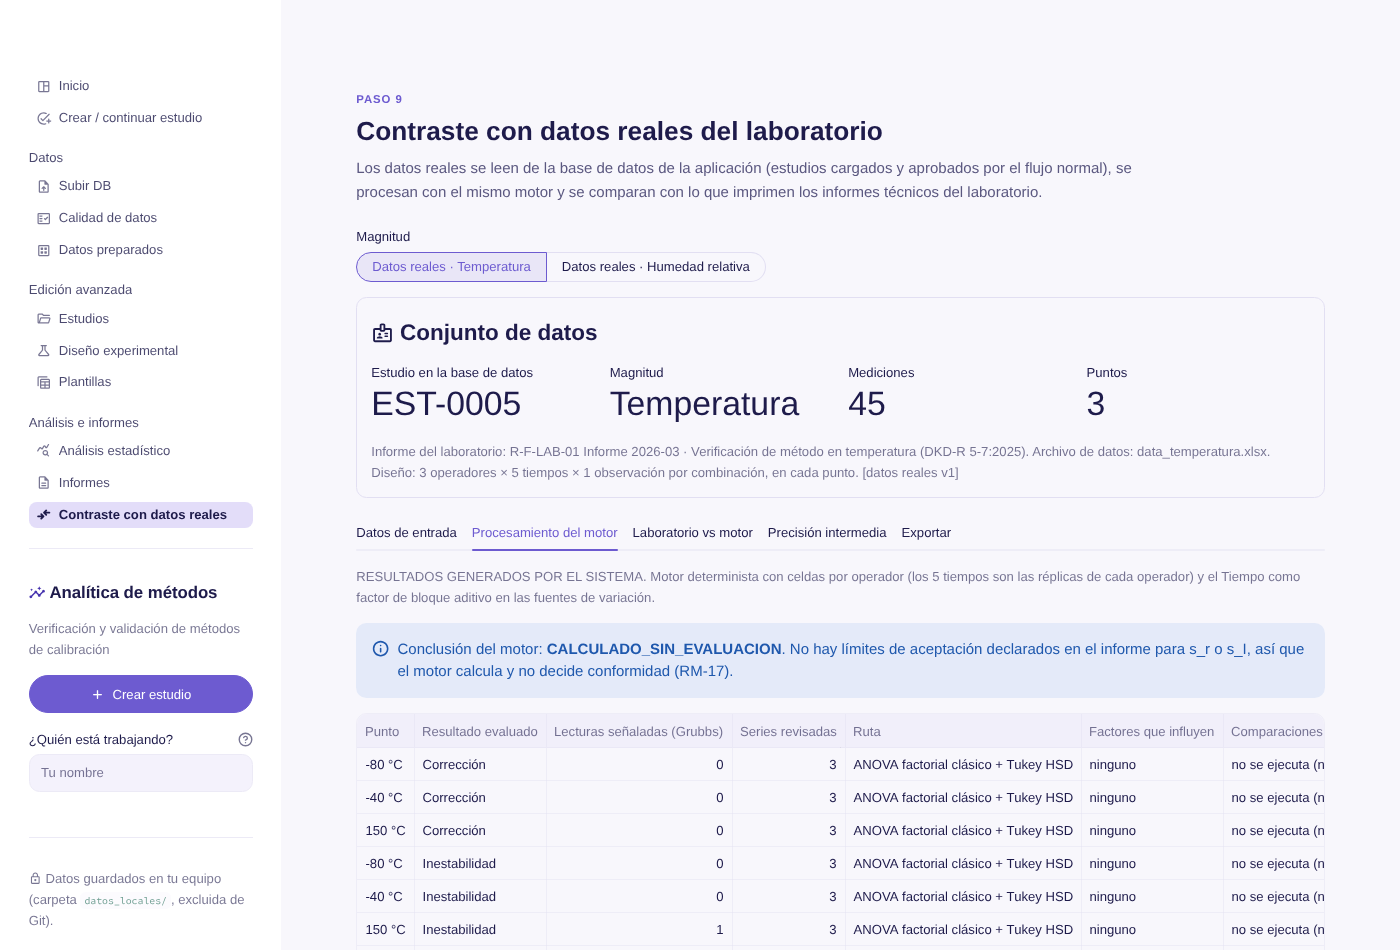 Inicio
Crear / continuar estudio
Datos
Subir DB
Calidad de datos
Datos preparados
Edición avanzada
Estudios
Diseño experimental
Plantillas
Análisis e informes
Análisis estadístico
Informes
Contraste con datos reales
Analítica de métodos
Verificación y validación de métodos
de calibración
Crear estudio
¿Quién está trabajando?
Tu nombre
Datos guardados en tu equipo
(carpeta datos_locales/ , excluida de
Git).
PASO 9
Contraste con datos reales del laboratorio
Los datos reales se leen de la base de datos de la aplicación (estudios cargados y aprobados por el flujo normal), se
procesan con el mismo motor y se comparan con lo que imprimen los informes técnicos del laboratorio.
Magnitud
Datos reales · Temperatura Datos reales · Humedad relativa
Conjunto de datos
Estudio en la base de datos Magnitud Mediciones Puntos
EST-0005 Temperatura 45 3
Informe del laboratorio: R-F-LAB-01 Informe 2026-03 · Verificación de método en temperatura (DKD-R 5-7:2025). Archivo de datos: data_temperatura.xlsx.
Diseño: 3 operadores × 5 tiempos × 1 observación por combinación, en cada punto. [datos reales v1]
Datos de entrada Procesamiento del motor Laboratorio vs motor Precisión intermedia Exportar
RESULTADOS GENERADOS POR EL SISTEMA. Motor determinista con celdas por operador (los 5 tiempos son las réplicas de cada operador) y el Tiempo como
factor de bloque aditivo en las fuentes de variación.
Conclusión del motor: CALCULADO_SIN_EVALUACION. No hay límites de aceptación declarados en el informe para s_r o s_I, así que
el motor calcula y no decide conformidad (RM-17).
Punto Resultado evaluado Lecturas señaladas (Grubbs) Series revisadas Ruta Factores que influyen Comparaciones
-80 °C Corrección 0 3 ANOVA factorial clásico + Tukey HSD ninguno no se ejecuta (n
-40 °C Corrección 0 3 ANOVA factorial clásico + Tukey HSD ninguno no se ejecuta (n
150 °C Corrección 0 3 ANOVA factorial clásico + Tukey HSD ninguno no se ejecuta (n
-80 °C Inestabilidad 0 3 ANOVA factorial clásico + Tukey HSD ninguno no se ejecuta (n
-40 °C Inestabilidad 0 3 ANOVA factorial clásico + Tukey HSD ninguno no se ejecuta (n
150 °C Inestabilidad 1 3 ANOVA factorial clásico + Tukey HSD ninguno no se ejecuta (n